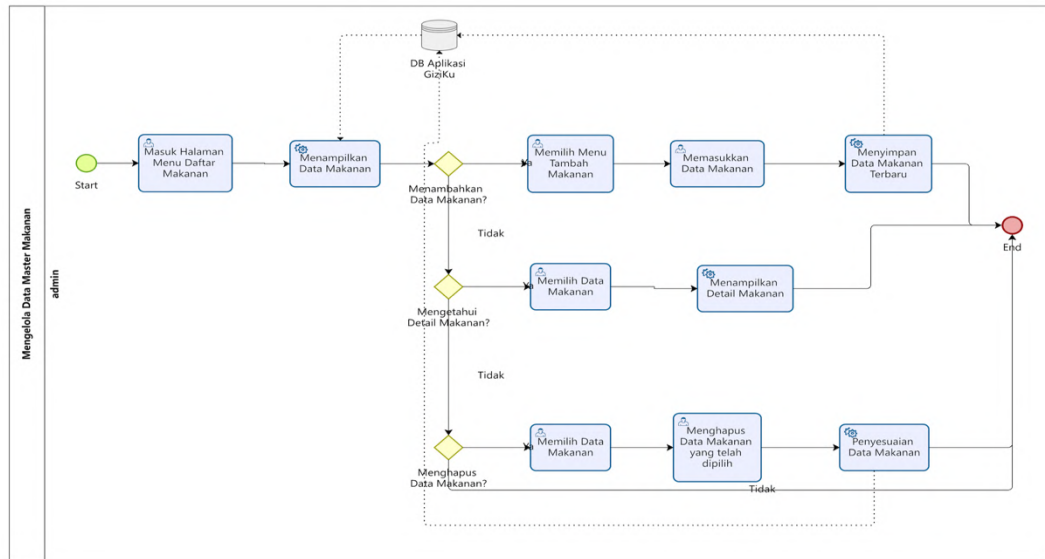 Mengelola Data Master Makanan
admin
DB Aplikasi
GiziKu
Start
Masuk Halaman
Menu Daftar
Makanan
Menampilkan
Data Makanan
Menambahkan
Data Makanan?
Ya
Memilih Menu
Tambah
Makanan
Memasukkan
Data Makanan
Menyimpan
Data Makanan
Terbaru
Tidak
End
Mengetahui
Detail Makanan?
Ya
Memilih Data
Makanan
Menampilkan
Detail Makanan
Tidak
Menghapus
Data Makanan?
Ya
Memilih Data
Makanan
Menghapus
Data Makanan
yang telah
dipilih
Penyesuaian
Data Makanan
Tidak